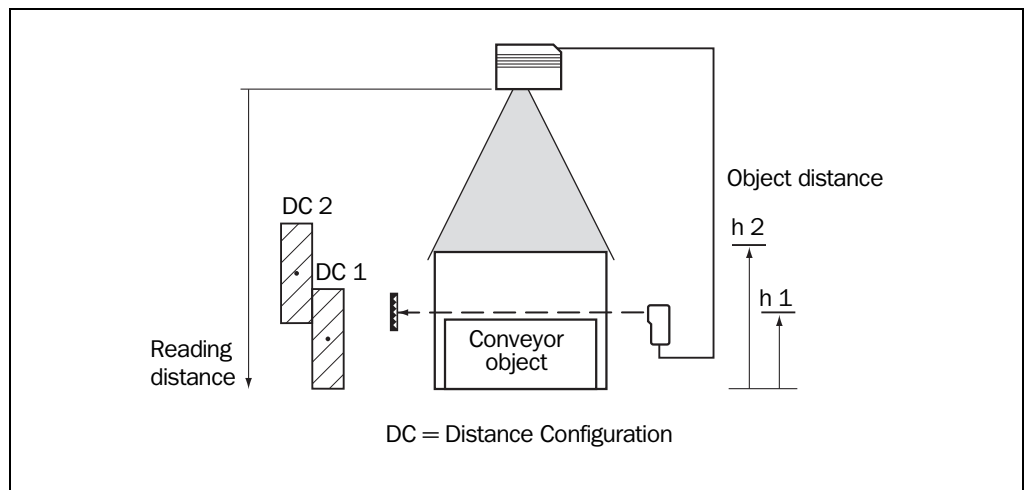 Object distance
DC 2
h 2
DC 1
h 1
Conveyor
object
Reading
distance
DC = Distance Configuration